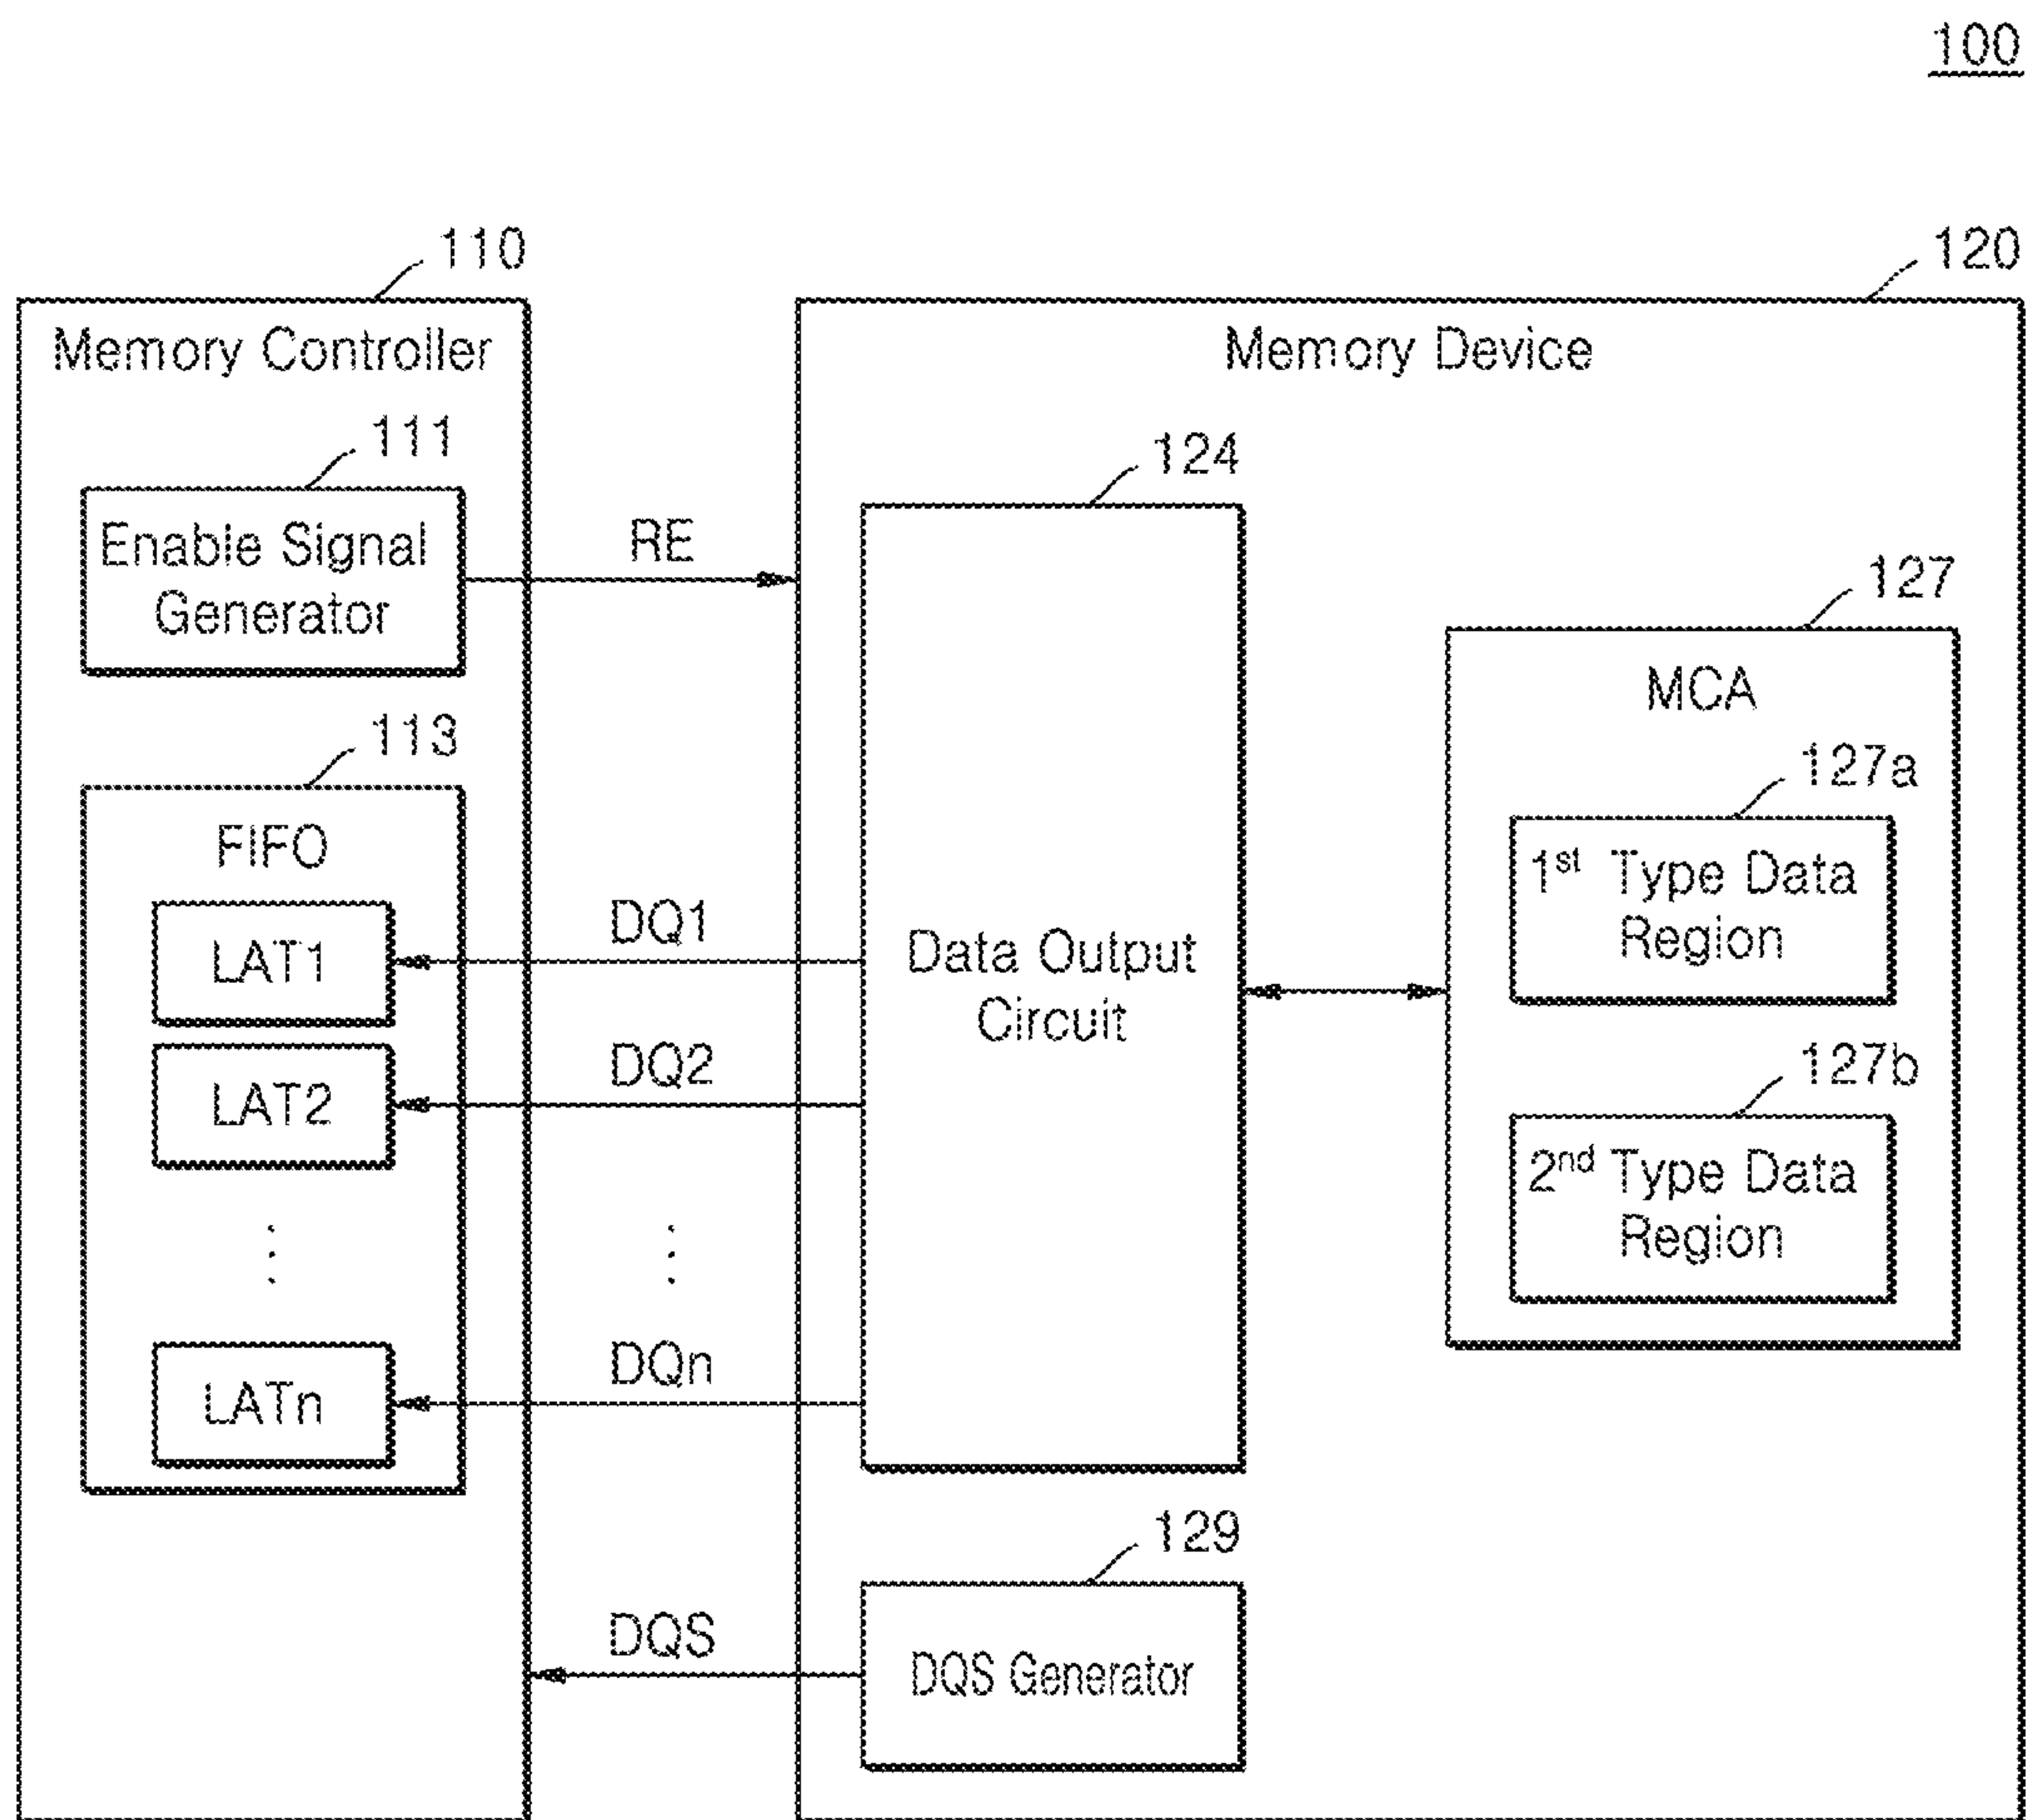 100
110
120
Memory Controller
Memory Device
111
Enable Signal
Generator
RE
113
FIFO
LAT1
LAT2
LATn
DQ1
DQ2
DQn
124
Data Output
Circuit
127
MCA
127a
1st Type Data
Region
127b
2nd Type Data
Region
129
DQS Generator
DQS